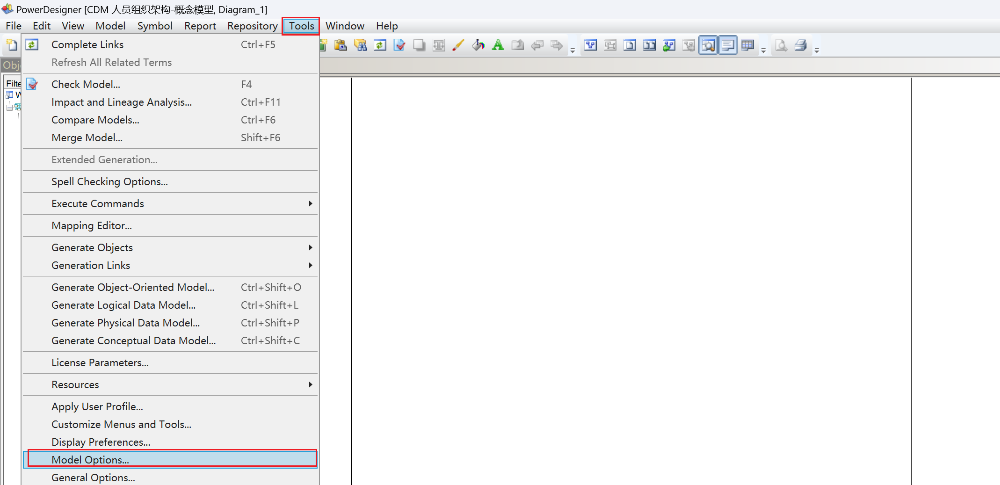 PowerDesigner [CDM 人员组织架构-概念模型, Diagram_1]
File Edit View Model Symbol Report Repository Tools Window Help
Complete Links Ctrl+F5
Refresh All Related Terms
Obj
Filte
Check Model... F4
W
Impact and Lineage Analysis... Ctrl+F11
Compare Models... Ctrl+F6
Merge Model... Shift+F6
Extended Generation...
Spell Checking Options...
Execute Commands
Mapping Editor...
Generate Objects
Generation Links
Generate Object-Oriented Model... Ctrl+Shift+O
Generate Logical Data Model... Ctrl+Shift+L
Generate Physical Data Model... Ctrl+Shift+P
Generate Conceptual Data Model... Ctrl+Shift+C
License Parameters...
Resources
Apply User Profile...
Customize Menus and Tools...
Display Preferences...
Model Options...
General Options...